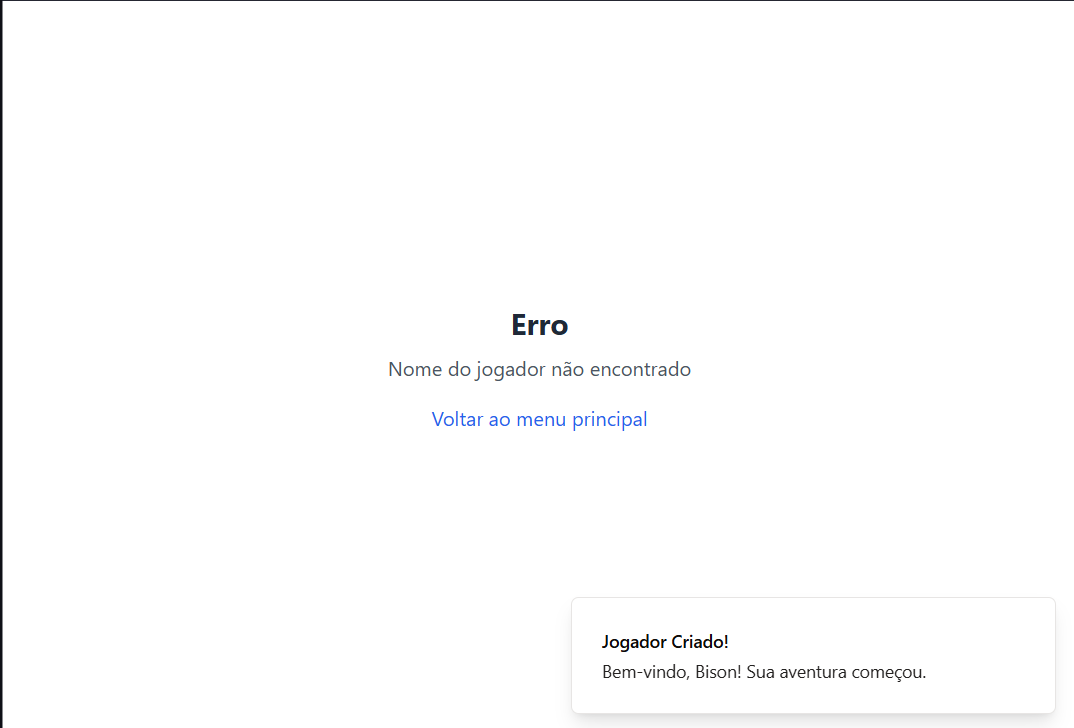 Erro
Nome do jogador não encontrado
Voltar ao menu principal
Jogador Criado!
Bem-vindo, Bison! Sua aventura começou.